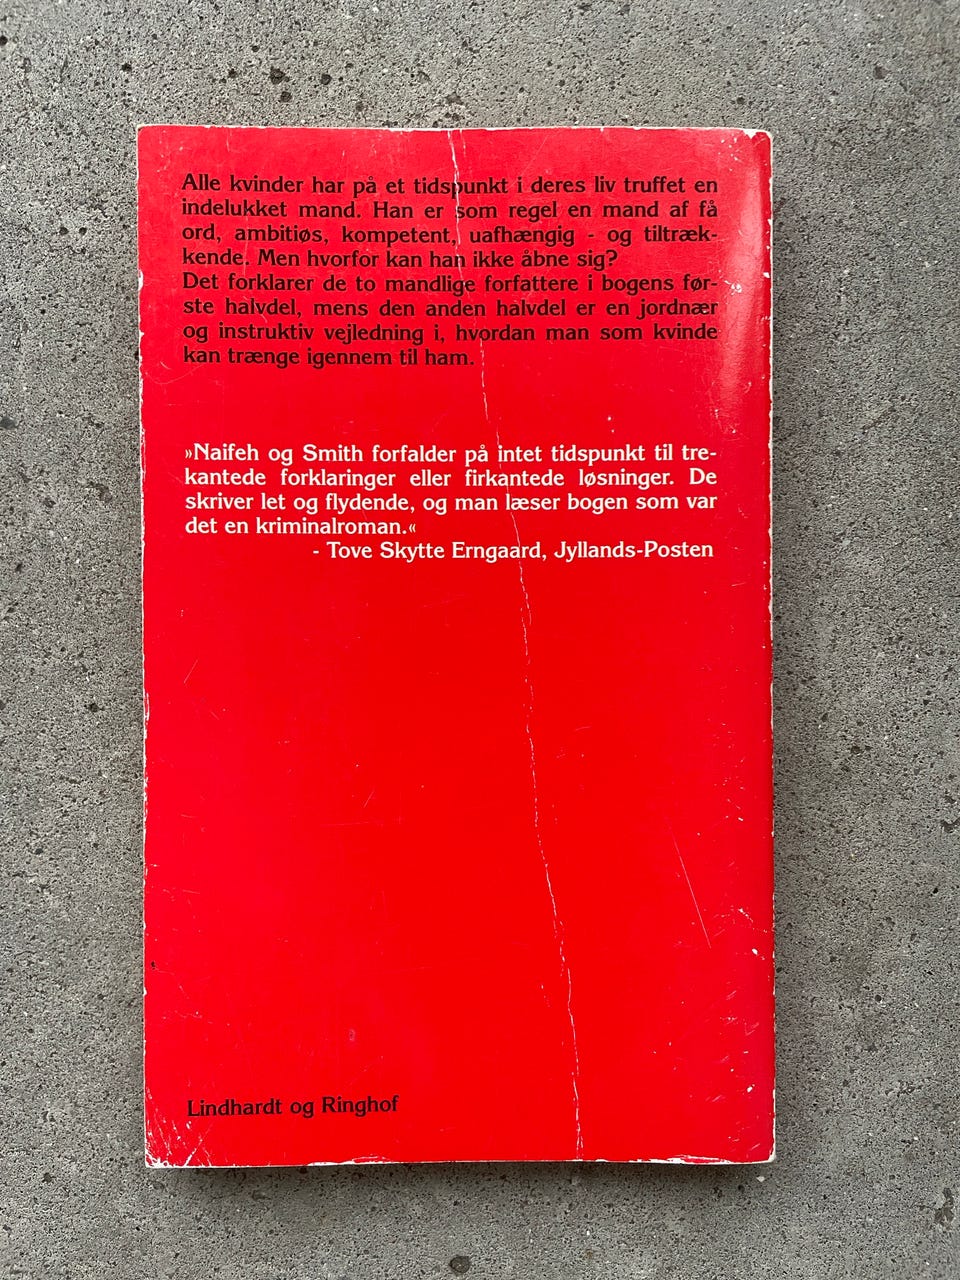 Alle kvinder har på et tidspunkt i deres liv truffet en
indelukket mand. Han er som regel en mand af få
ord, ambitiøs, kompetent, uafhængig - og tiltræk-
kende. Men hvorfor kan han ikke åbne sig?
Det forklarer de to mandlige forfattere i bogens før-
ste halvdel, mens den anden halvdel er en jordnær
og instruktiv vejledning i, hvordan man som kvinde
kan trænge igennem til ham.
»Naifeh og Smith forfalder på intet tidspunkt til tre-
kantede forklaringer eller firkantede løsninger. De
skriver let og flydende, og man læser bogen som var
det en kriminalroman.«
- Tove Skytte Erngaard, Jyllands-Posten
Lindhardt og Ringhof